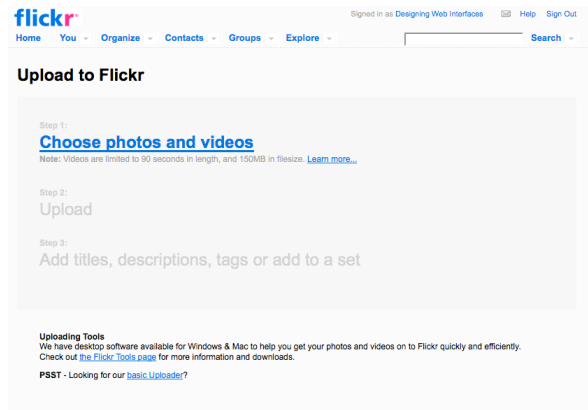 flickr
Signed in as Designing Web Interfaces Help Sign Out
Home You Organize Contacts Groups Explore Search
Upload to Flickr
Step 1:
Choose photos and videos
Note: Videos are limited to 90 seconds in length, and 150MB in filesize. Learn more...
Step 2:
Upload
Step 3:
Add titles, descriptions, tags or add to a set
Uploading Tools
We have desktop software available for Windows & Mac to help you get your photos and videos on to Flickr quickly and efficiently.
Check out the Flickr Tools page for more information and downloads.
PSST - Looking for our basic Uploader?